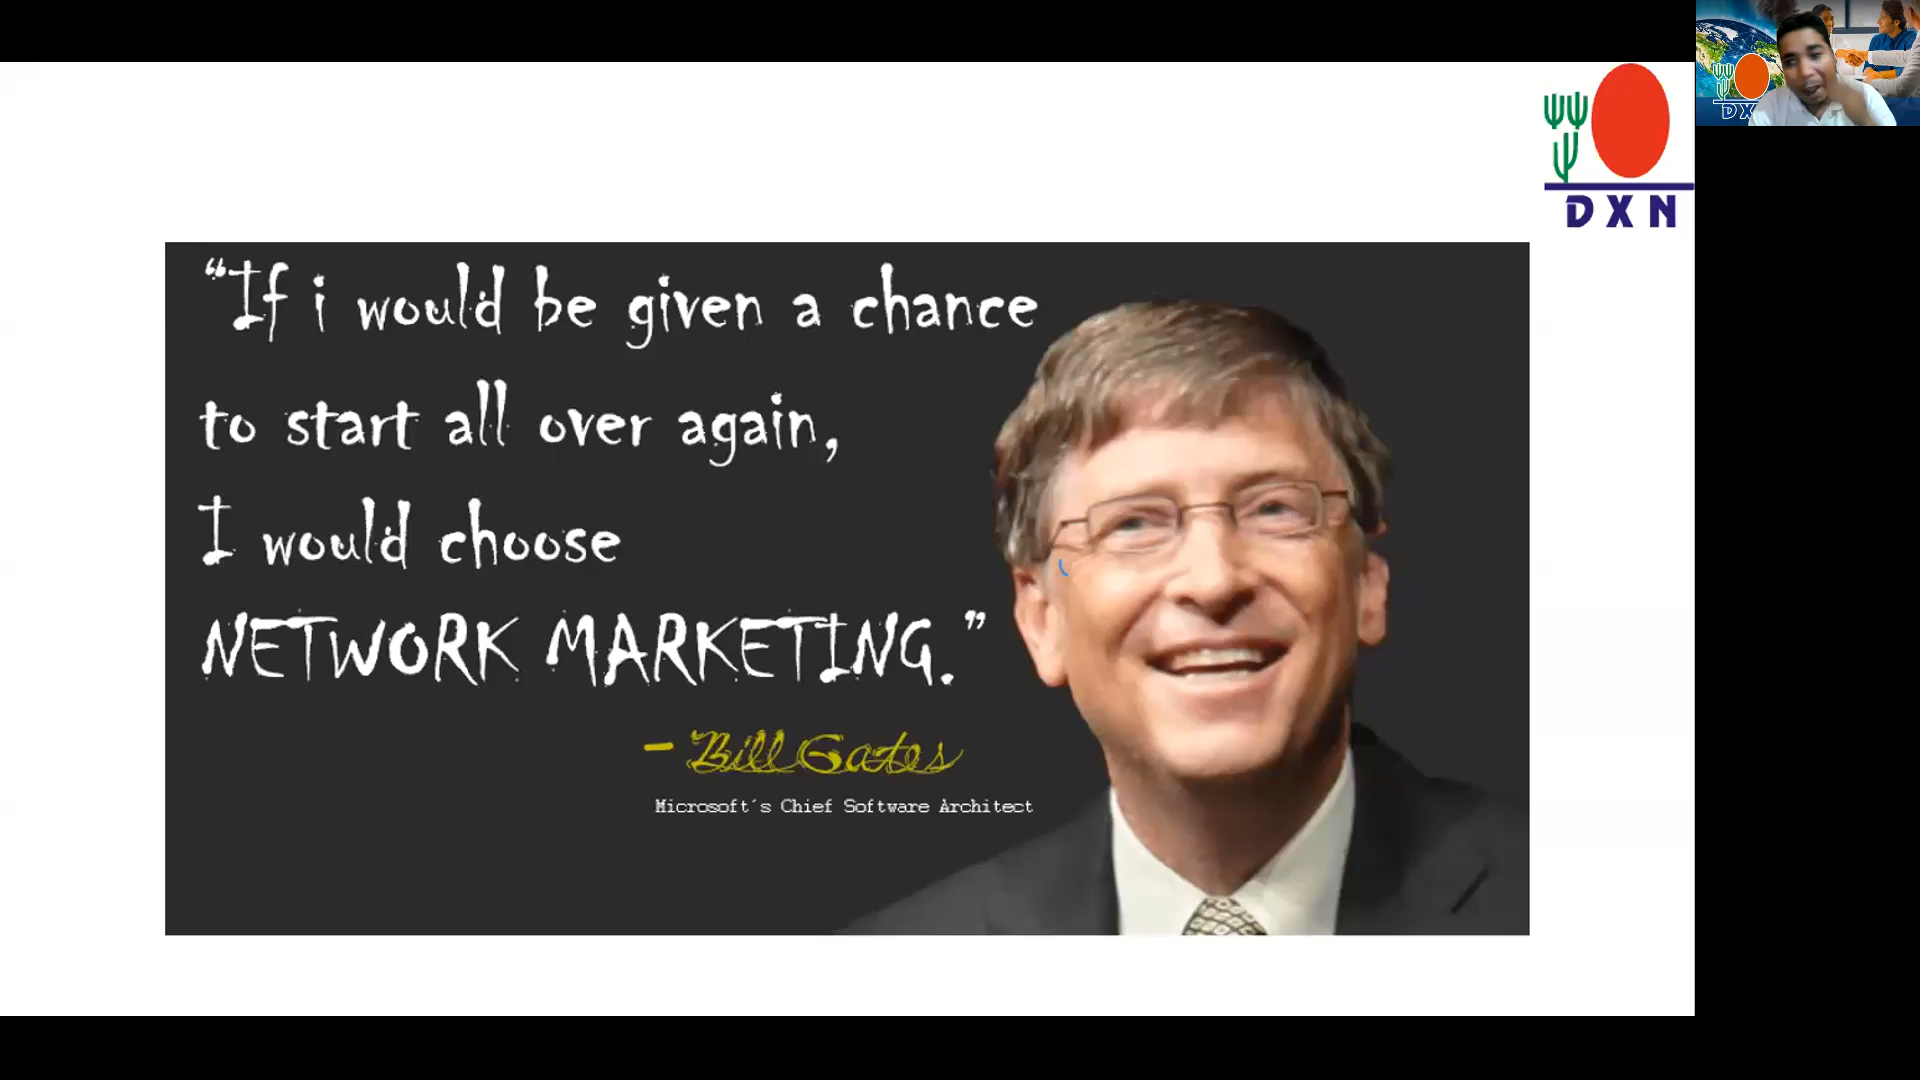 DXN
“If i would be given a chance
to start all over again,
I would choose
NETWORK MARKETING.”
- Bill Gates
Microsoft´s Chief Software Architect